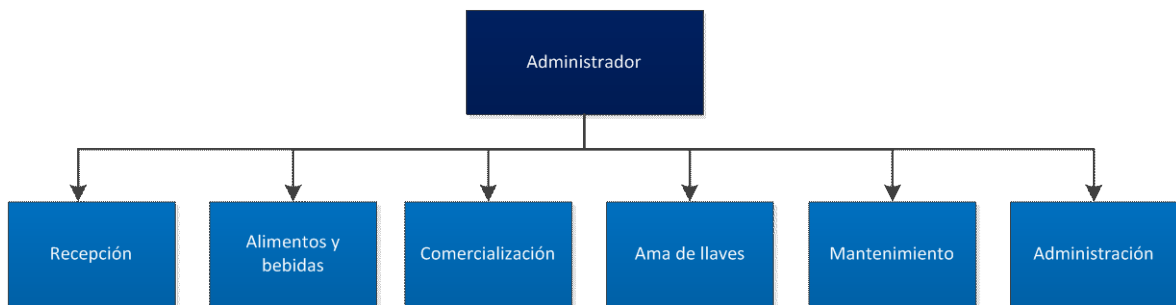 Administrador
Recepción
Alimentos y
bebidas
Comercialización
Ama de llaves
Mantenimiento
Administración